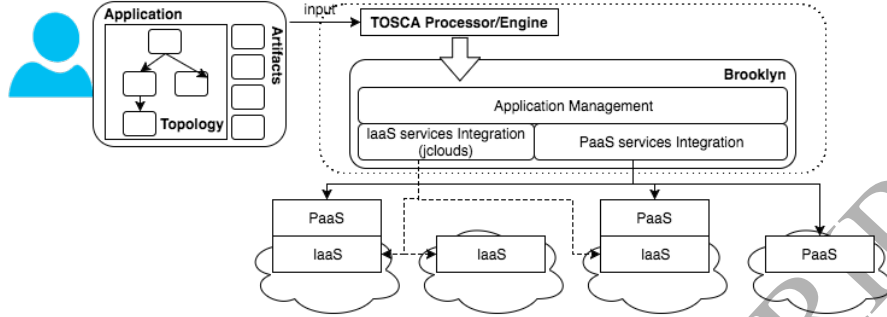 Application
Artifacts
Topology
input
TOSCA Processor/Engine
Brooklyn
Application Management
IaaS services Integration
(jclouds)
PaaS services Integration
PaaS
IaaS
IaaS
PaaS
IaaS
PaaS